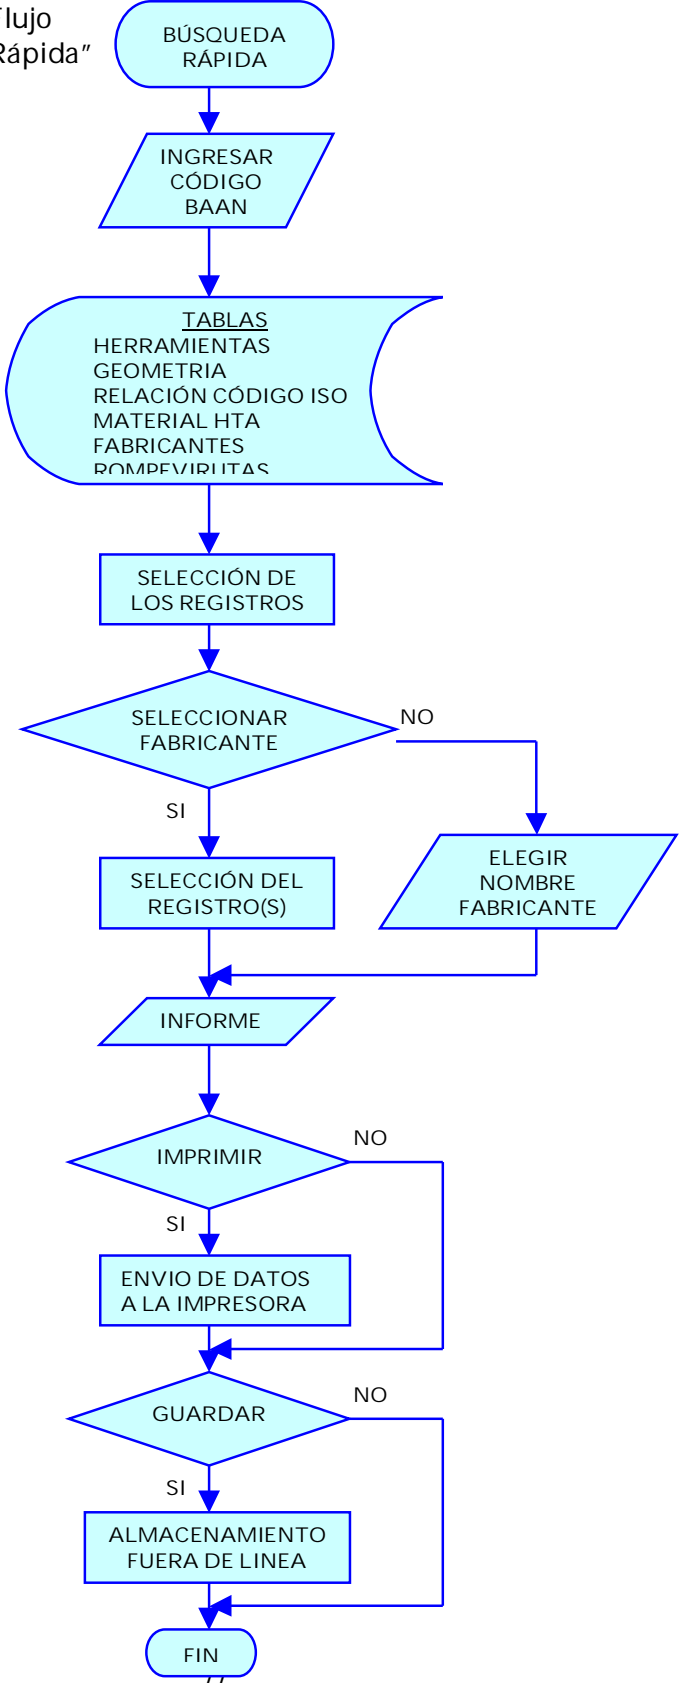 Flujo
Rápida”
BÚSQUEDA
RÁPIDA
INGRESAR
CÓDIGO
BAAN
TABLAS
HERRAMIENTAS
GEOMETRIA
RELACIÓN CÓDIGO ISO
MATERIAL HTA
FABRICANTES
ROMPEVIRUTAS
SELECCIÓN DE
LOS REGISTROS
SELECCIONAR
FABRICANTE
NO
SI
ELEGIR
NOMBRE
FABRICANTE
SELECCIÓN DEL
REGISTRO(S)
INFORME
IMPRIMIR
NO
SI
ENVIO DE DATOS
A LA IMPRESORA
GUARDAR
NO
SI
ALMACENAMIENTO
FUERA DE LINEA
FIN